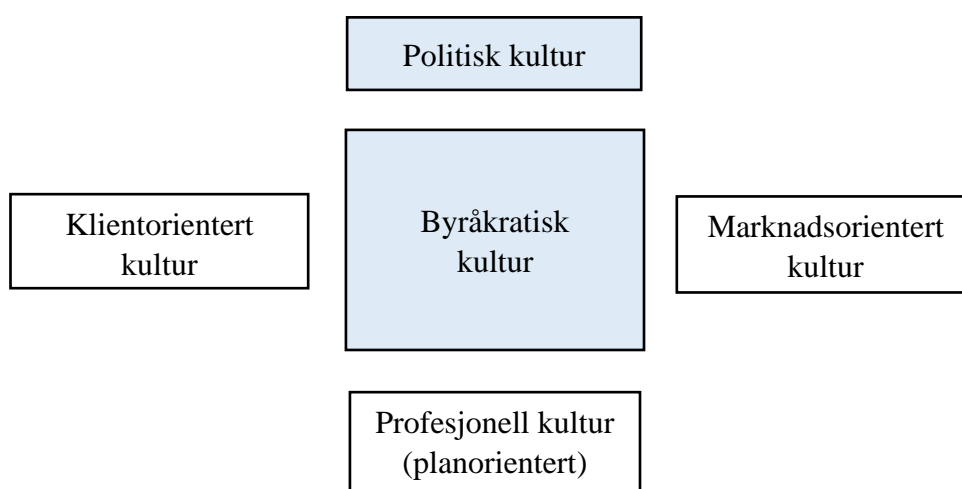 Politisk kultur
Klientorientert
kultur
Byråkratisk
kultur
Marknadsorientert
kultur
Profesjonell kultur
(planorientert)